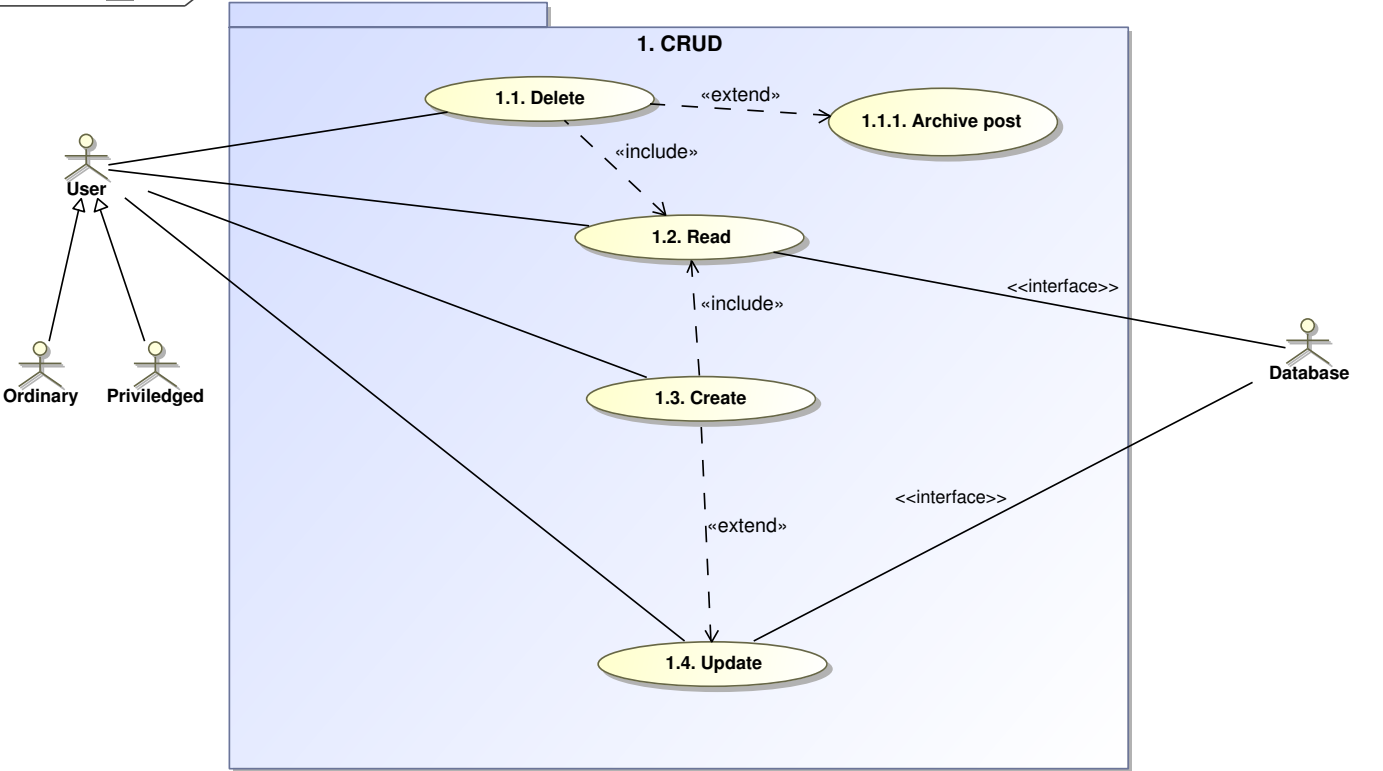 1. CRUD
1.1. Delete
«extend»
1.1.1. Archive post
«include»
User
1.2. Read
<<interface>>
«include»
Ordinary
Priviledged
Database
1.3. Create
<<interface>>
«extend»
1.4. Update